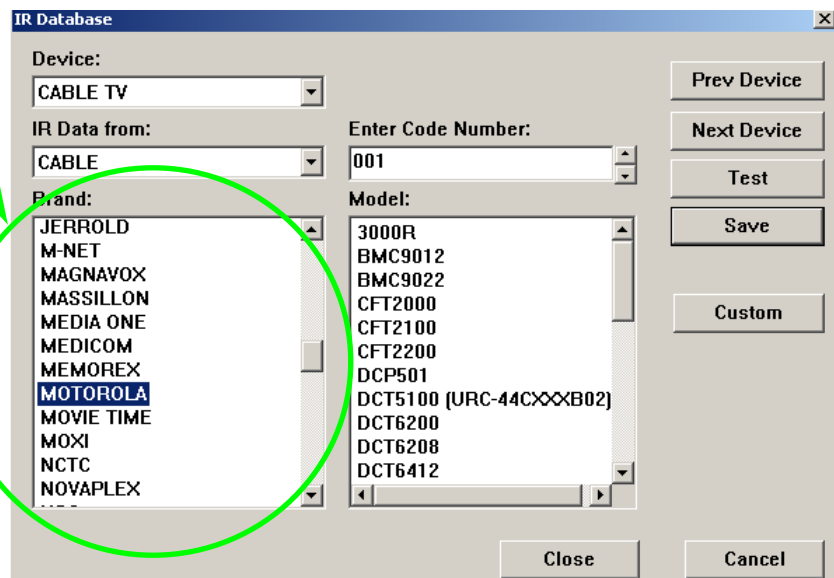 IR Database
Device:
CABLE TV
IR Data from:
CABLE
Enter Code Number:
001
Brand:
JERROLD
M-NET
MAGNAVOX
MASSILLON
MEDIA ONE
MEDICOM
MEMOREX
MOTOROLA
MOVIE TIME
MOXI
NCTC
NOVAPLEX
Model:
3000R
BMC9012
BMC9022
CFT2000
CFT2100
CFT2200
DCP501
DCT5100 (URC-44CXXXB02)
DCT6200
DCT6208
DCT6412
Prev Device
Next Device
Test
Save
Custom
Close
Cancel